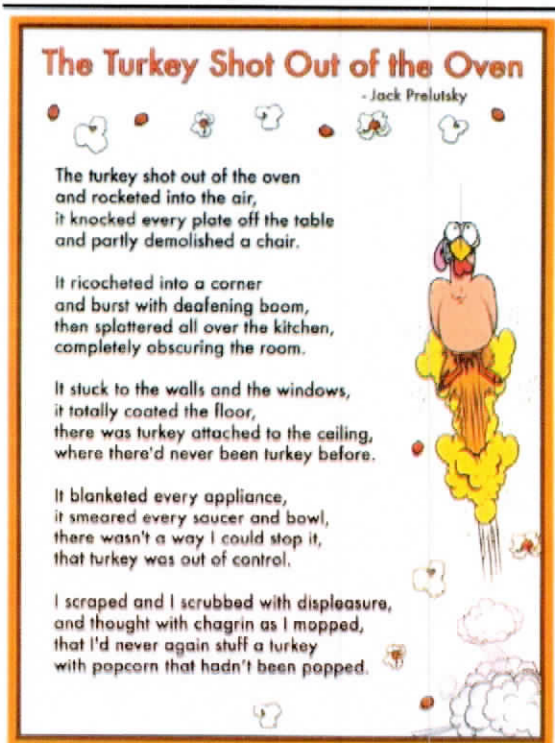 The Turkey Shot Out of the Oven
- Jack Prelutsky
The turkey shot out of the oven
and rocketed into the air,
it knocked every plate off the table
and partly demolished a chair.
It ricocheted into a corner
and burst with deafening boom,
then splattered all over the kitchen,
completely obscuring the room.
It stuck to the walls and the windows,
it totally coated the floor,
there was turkey attached to the ceiling,
where there'd never been turkey before.
It blanketed every appliance,
it smeared every saucer and bowl,
there wasn't a way I could stop it,
that turkey was out of control.
I scraped and I scrubbed with displeasure,
and thought with chagrin as I mopped,
that I'd never again stuff a turkey
with popcorn that hadn't been popped.